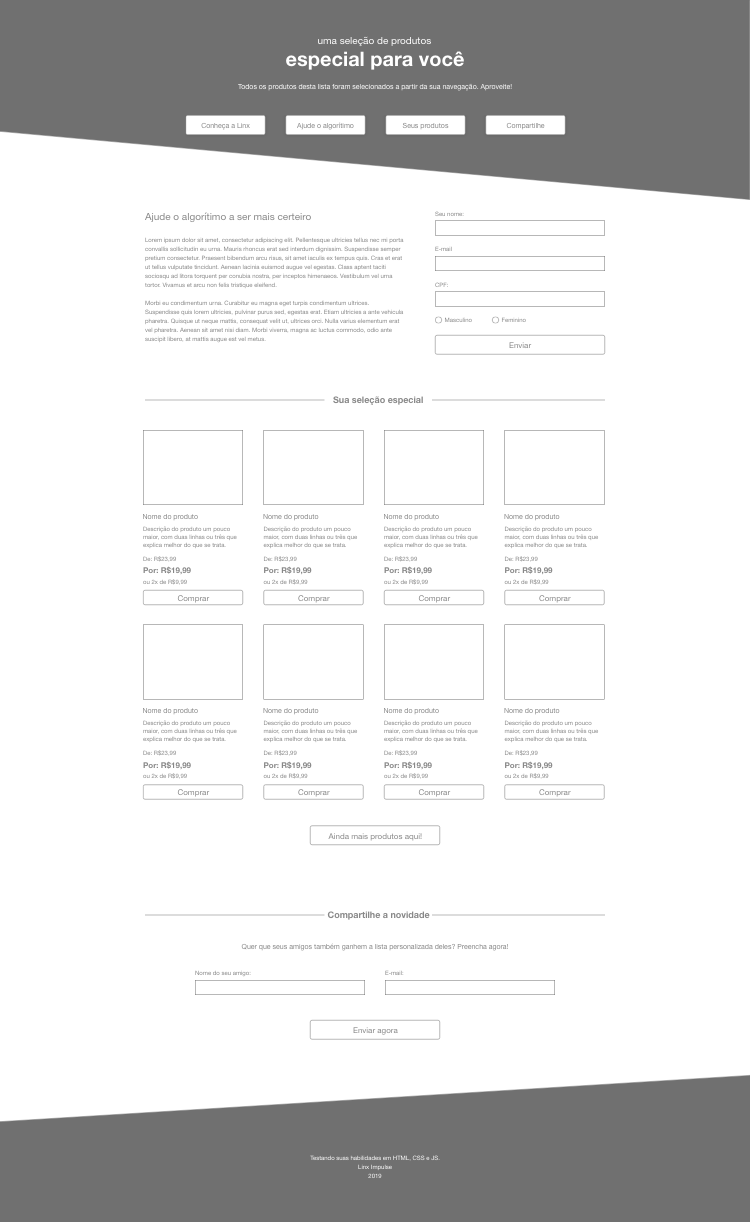 uma seleção de produtos
especial para você
Todos os produtos desta lista foram selecionados a partir da sua navegação. Aproveite!
Conheça a Linx
Ajude o algorítimo
Seus produtos
Compartilhe
Ajude o algorítimo a ser mais certeiro
Lorem ipsum dolor sit amet, consectetur adipiscing elit. Pellentesque ultricies tellus nec mi porta
convallis sollicitudin eu urna. Mauris rhoncus erat sed interdum dignissim. Suspendisse semper
pretium consectetur. Praesent bibendum arcu risus, sit amet iaculis ex tempus quis. Cras et erat
ut tellus vulputate tincidunt. Aenean lacinia euismod augue vel egestas. Class aptent taciti
sociosqu ad litora torquent per conubia nostra, per inceptos himenaeos. Vestibulum vel urna
tortor. Vivamus et arcu non felis tristique eleifend.
Morbi eu condimentum urna. Curabitur eu magna eget turpis condimentum ultrices.
Suspendisse quis lorem ultricies, pulvinar purus sed, egestas erat. Etiam ultricies a ante vehicula
pharetra. Quisque ut neque mattis, consequat velit ut, ultrices orci. Nulla varius elementum erat
vel pharetra. Aenean sit amet nisi diam. Morbi viverra, magna ac luctus commodo, odio ante
suscipit libero, at mattis augue est vel metus.
Seu nome:
E-mail
CPF:
Masculino
Feminino
Enviar
Sua seleção especial
Nome do produto
Descrição do produto um pouco
maior, com duas linhas ou três que
explica melhor do que se trata.
De: R$23,99
Por: R$19,99
ou 2x de R$9,99
Comprar
Nome do produto
Descrição do produto um pouco
maior, com duas linhas ou três que
explica melhor do que se trata.
De: R$23,99
Por: R$19,99
ou 2x de R$9,99
Comprar
Nome do produto
Descrição do produto um pouco
maior, com duas linhas ou três que
explica melhor do que se trata.
De: R$23,99
Por: R$19,99
ou 2x de R$9,99
Comprar
Nome do produto
Descrição do produto um pouco
maior, com duas linhas ou três que
explica melhor do que se trata.
De: R$23,99
Por: R$19,99
ou 2x de R$9,99
Comprar
Nome do produto
Descrição do produto um pouco
maior, com duas linhas ou três que
explica melhor do que se trata.
De: R$23,99
Por: R$19,99
ou 2x de R$9,99
Comprar
Nome do produto
Descrição do produto um pouco
maior, com duas linhas ou três que
explica melhor do que se trata.
De: R$23,99
Por: R$19,99
ou 2x de R$9,99
Comprar
Nome do produto
Descrição do produto um pouco
maior, com duas linhas ou três que
explica melhor do que se trata.
De: R$23,99
Por: R$19,99
ou 2x de R$9,99
Comprar
Nome do produto
Descrição do produto um pouco
maior, com duas linhas ou três que
explica melhor do que se trata.
De: R$23,99
Por: R$19,99
ou 2x de R$9,99
Comprar
Ainda mais produtos aqui!
Compartilhe a novidade
Quer que seus amigos também ganhem a lista personalizada deles? Preencha agora!
Nome do seu amigo:
E-mail:
Enviar agora
Testando suas habilidades em HTML, CSS e JS.
Linx Impulse
2019